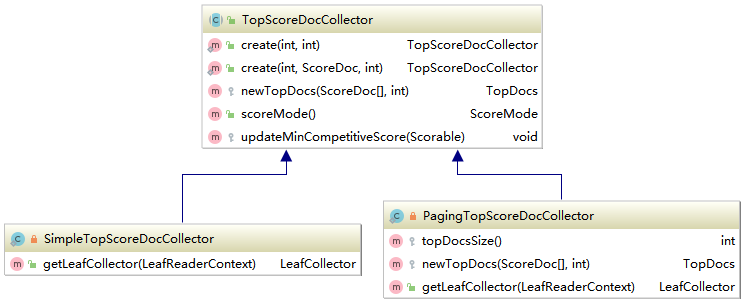 TopScoreDocCollector
create(int, int) TopScoreDocCollector
create(int, ScoreDoc, int) TopScoreDocCollector
newTopDocs(ScoreDoc[], int) TopDocs
scoreMode() ScoreMode
updateMinCompetitiveScore(Scorable) void
SimpleTopScoreDocCollector
getLeafCollector(LeafReaderContext) LeafCollector
PagingTopScoreDocCollector
topDocsSize() int
newTopDocs(ScoreDoc[], int) TopDocs
getLeafCollector(LeafReaderContext) LeafCollector